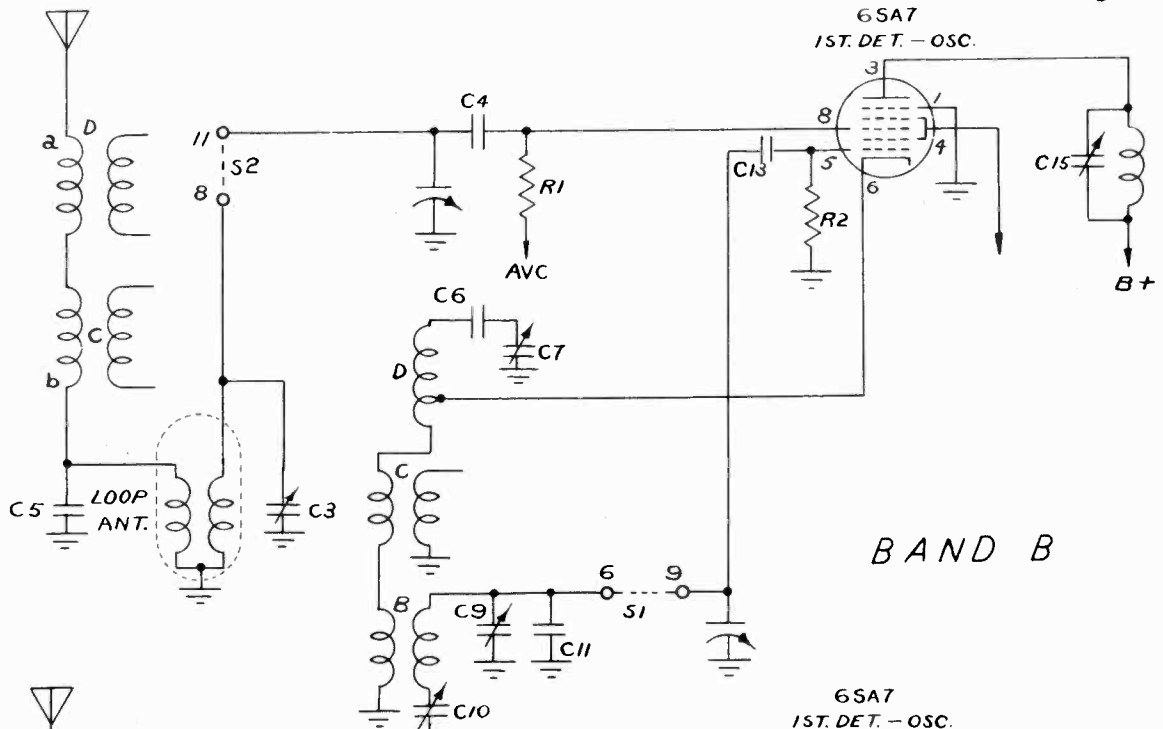 6SA7
1ST. DET. – OSC.
3
1
8
4
5
6
C4
C13
C15
R1
R2
AVC
B+
a
D
11
S2
8
b
C
C5
LOOP
ANT.
C3
C6
C7
D
C
B
C9
C11
C10
6
S1
9
BAND B
6SA7
1ST. DET. – OSC.